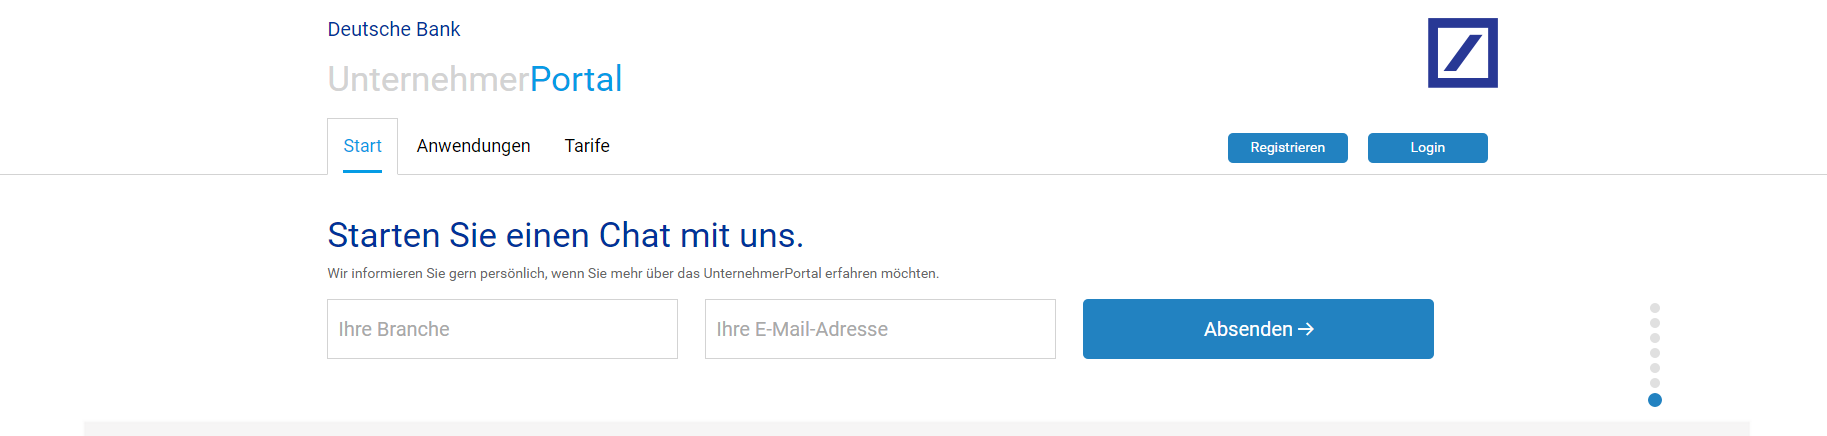 Deutsche Bank
UnternehmerPortal
Start Anwendungen Tarife Registrieren Login
Starten Sie einen Chat mit uns.
Wir informieren Sie gern persönlich, wenn Sie mehr über das UnternehmerPortal erfahren möchten.
Ihre Branche Ihre E-Mail-Adresse Absenden →